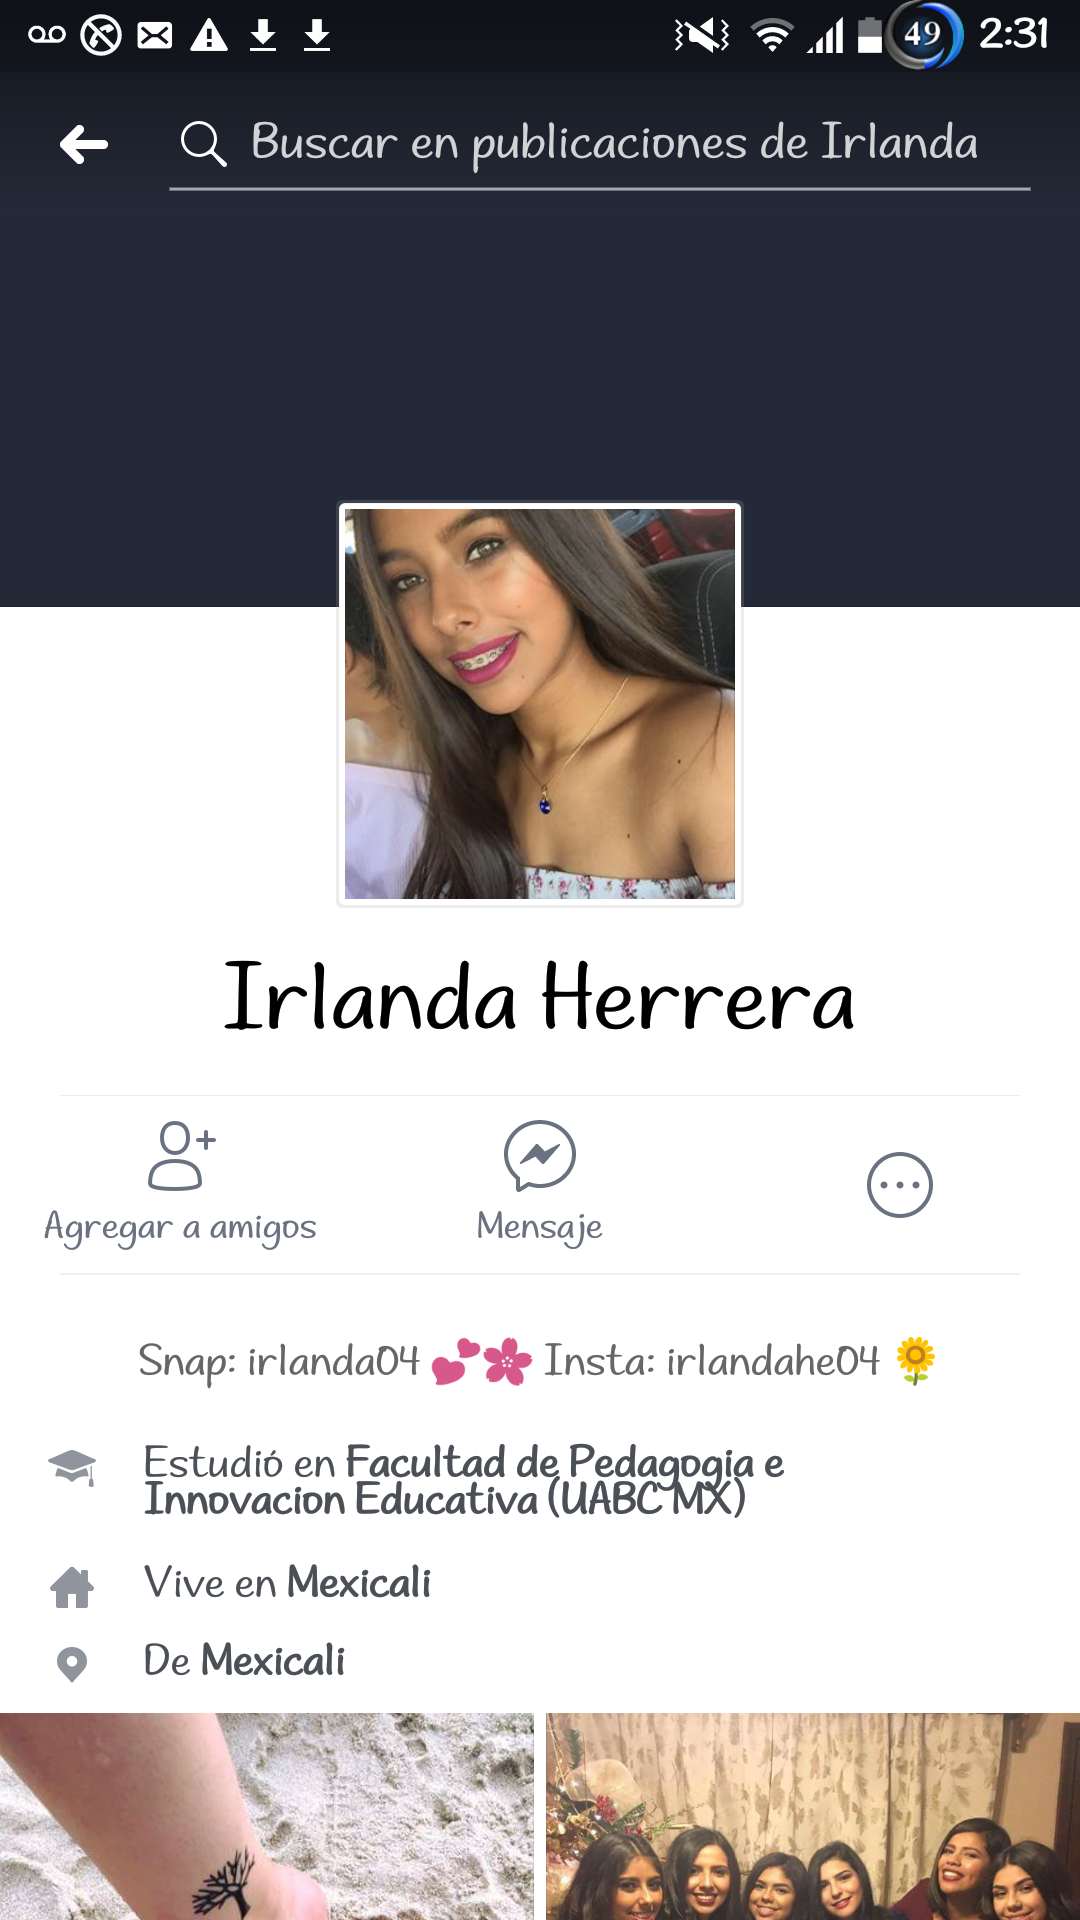 49 2:31
Buscar en publicaciones de Irlanda
Irlanda Herrera
Agregar a amigos
Mensaje
Snap: irlanda04 💕🌸 Insta: irlandahe04 🌻
Estudió en Facultad de Pedagogia e
Innovacion Educativa (UABC MX)
Vive en Mexicali
De Mexicali